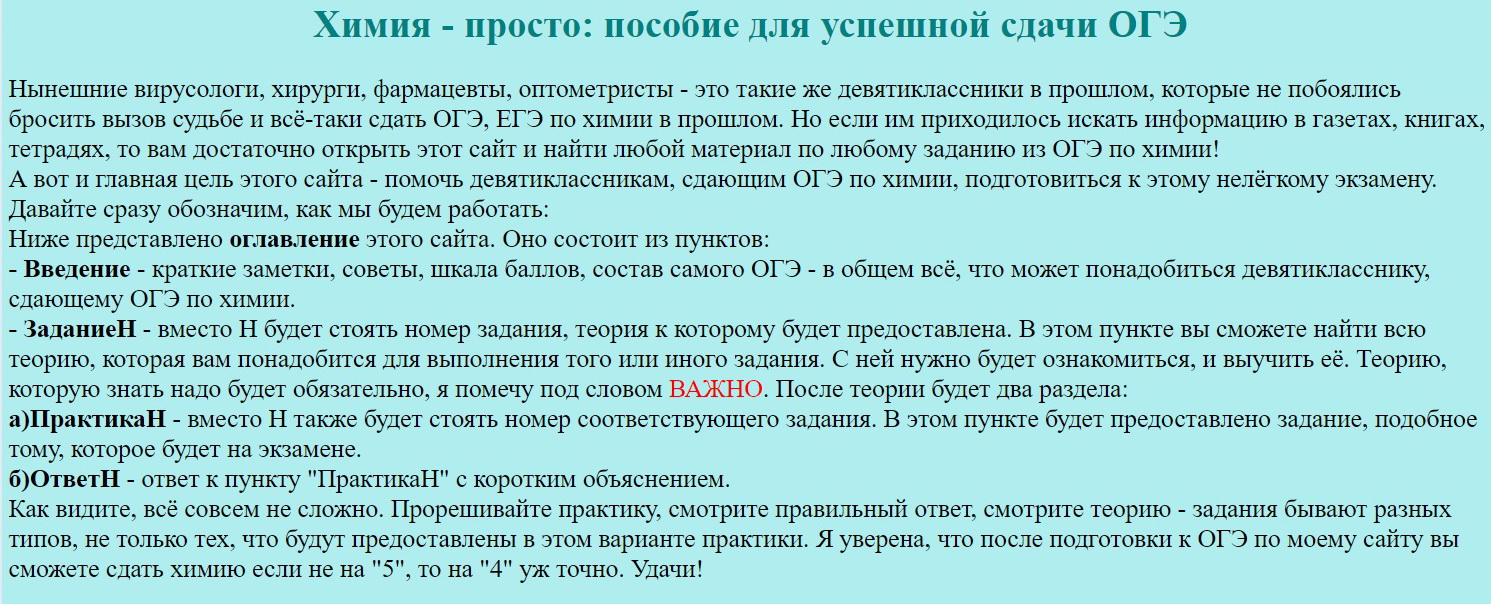 Химия - просто: пособие для успешной сдачи ОГЭ
Нынешние вирусологи, хирурги, фармацевты, оптометристы - это такие же девятиклассники в прошлом, которые не побоялись
бросить вызов судьбе и всё-таки сдать ОГЭ, ЕГЭ по химии в прошлом. Но если им приходилось искать информацию в газетах, книгах,
тетрадях, то вам достаточно открыть этот сайт и найти любой материал по любому заданию из ОГЭ по химии!
А вот и главная цель этого сайта - помочь девятиклассникам, сдающим ОГЭ по химии, подготовиться к этому нелёгкому экзамену.
Давайте сразу обозначим, как мы будем работать:
Ниже представлено оглавление этого сайта. Оно состоит из пунктов:
- Введение - краткие заметки, советы, шкала баллов, состав самого ОГЭ - в общем всё, что может понадобиться девятикласснику,
сдающему ОГЭ по химии.
- ЗаданиеН - вместо Н будет стоять номер задания, теория к которому будет предоставлена. В этом пункте вы сможете найти всю
теорию, которая вам понадобится для выполнения того или иного задания. С ней нужно будет ознакомиться, и выучить её. Теорию,
которую знать надо будет обязательно, я помечу под словом ВАЖНО. После теории будет два раздела:
а)ПрактикаН - вместо Н также будет стоять номер соответствующего задания. В этом пункте будет предоставлено задание, подобное
тому, которое будет на экзамене.
б)ОтветН - ответ к пункту "ПрактикаН" с коротким объяснением.
Как видите, всё совсем не сложно. Прорешивайте практику, смотрите правильный ответ, смотрите теорию - задания бывают разных
типов, не только тех, что будут предоставлены в этом варианте практики. Я уверена, что после подготовки к ОГЭ по моему сайту вы
сможете сдать химию если не на "5", то на "4" уж точно. Удачи!